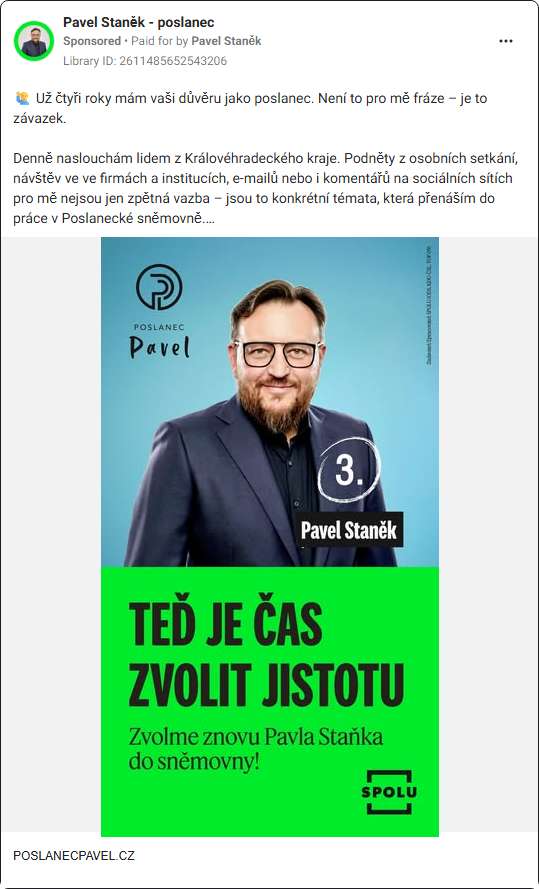 Pavel Staněk - poslanec
Sponsored • Paid for by Pavel Staněk
Library ID: 2611485652543206
Už čtyři roky mám vaši důvěru jako poslanec. Není to pro mě fráze – je to
závazek.
Denně naslouchám lidem z Královéhradeckého kraje. Podněty z osobních setkání,
návštěv ve ve firmách a institucích, e-mailů nebo i komentářů na sociálních sítích
pro mě nejsou jen zpětná vazba – jsou to konkrétní témata, která přenáším do
práce v Poslanecké sněmovně....
POSLANEC
Pavel
3.
Pavel Staněk
TEĎ JE ČAS
ZVOLIT JISTOTU
Zvolme znovu Pavla Staňka
do sněmovny!
SPOLU
POSLANECPAVEL.CZ